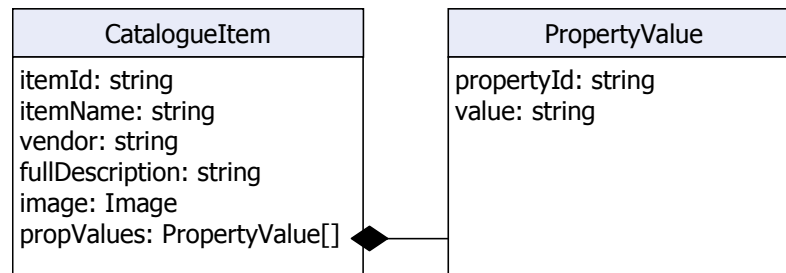 CatalogueItem
itemId: string
itemName: string
vendor: string
fullDescription: string
image: Image
propValues: PropertyValue[]
PropertyValue
propertyId: string
value: string